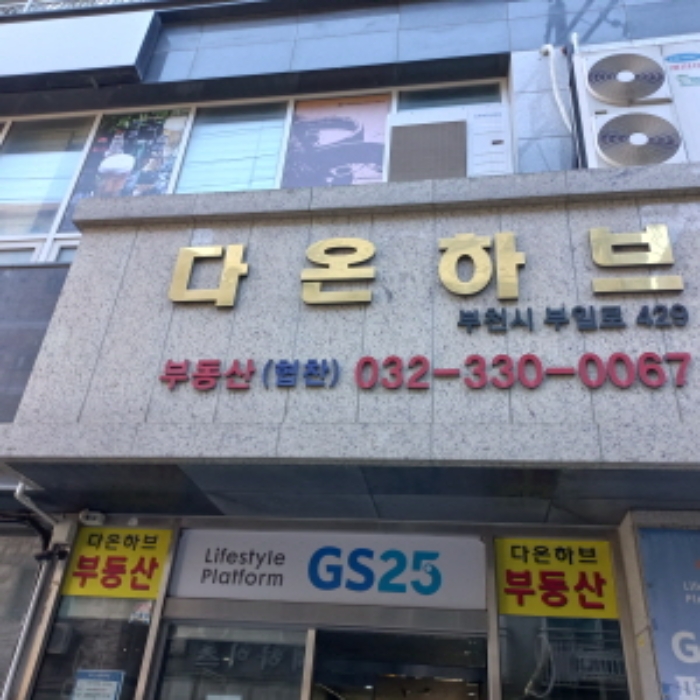 다온하브
부천시 부일로 429
부동산 (협찬) 032-330-0067
다온하브
부동산
Lifestyle
Platform
GS25
다온하브
부동산